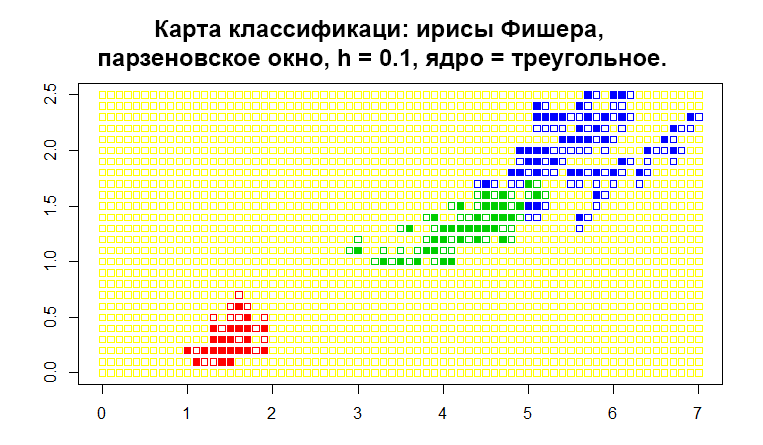 Карта классификаци: ирисы Фишера,
парзеновское окно, h = 0.1, ядро = треугольное.
2.5
2.0
1.5
1.0
0.5
0.0
0 1 2 3 4 5 6 7